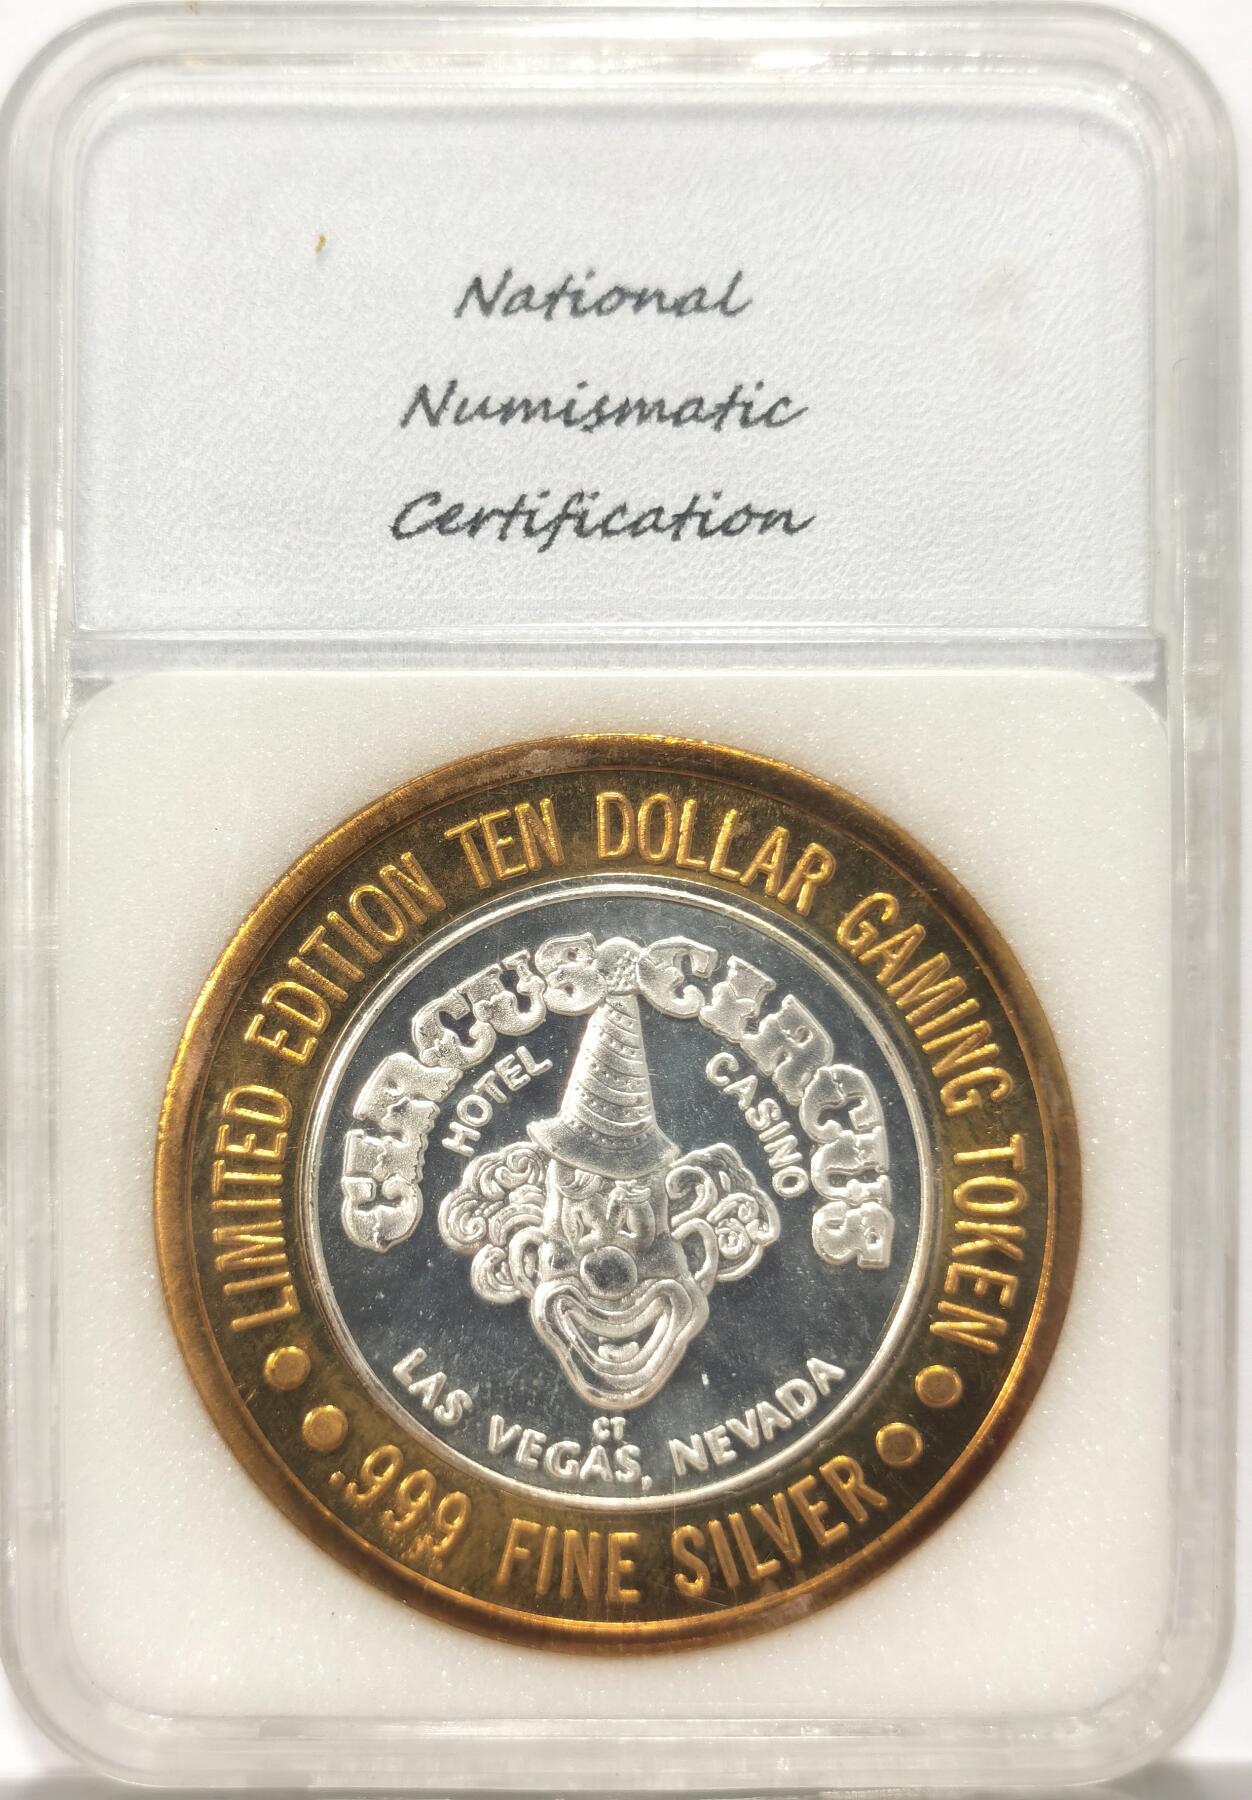 National
Numismatic
Certification
LIMITED EDITION TEN DOLLAR GAMING TOKEN
CIRCUS CIRCUS
HOTEL CASINO
CT
LAS VEGAS, NEVADA
.999 FINE SILVER